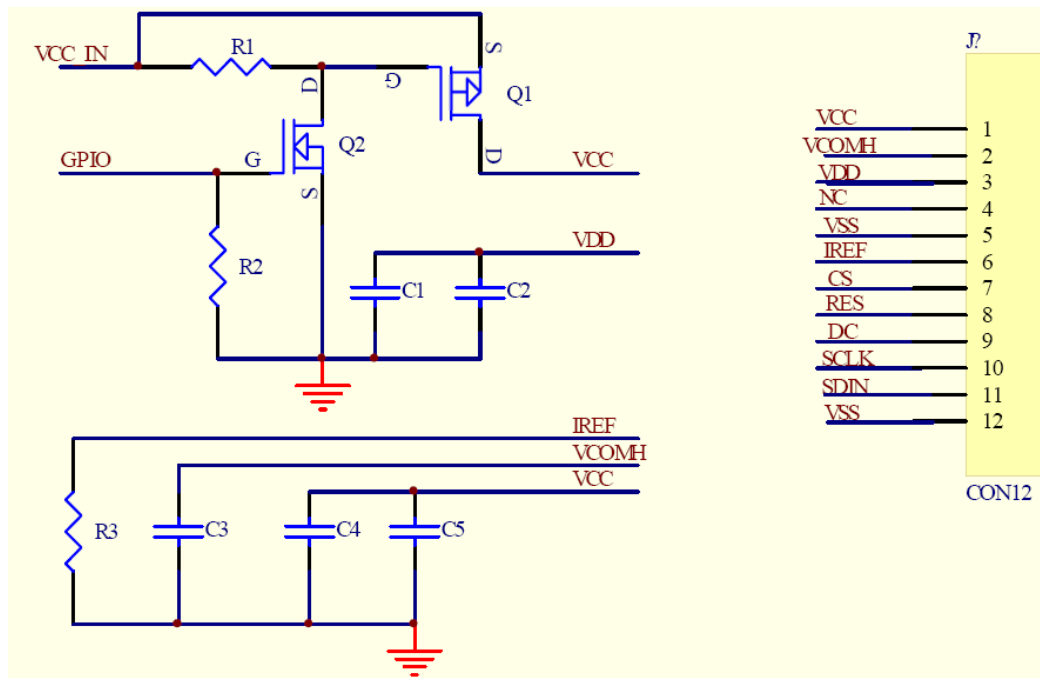 VCC IN
R1
S
D
G
Q1
Q2
GPIO
G
S
D
VCC
R2
VDD
C1
C2
IREF
VCOMH
VCC
R3
C3
C4
C5
J?
VCC 1
VCOMH 2
VDD 3
NC 4
VSS 5
IREF 6
CS 7
RES 8
DC 9
SCLK 10
SDIN 11
VSS 12
CON12